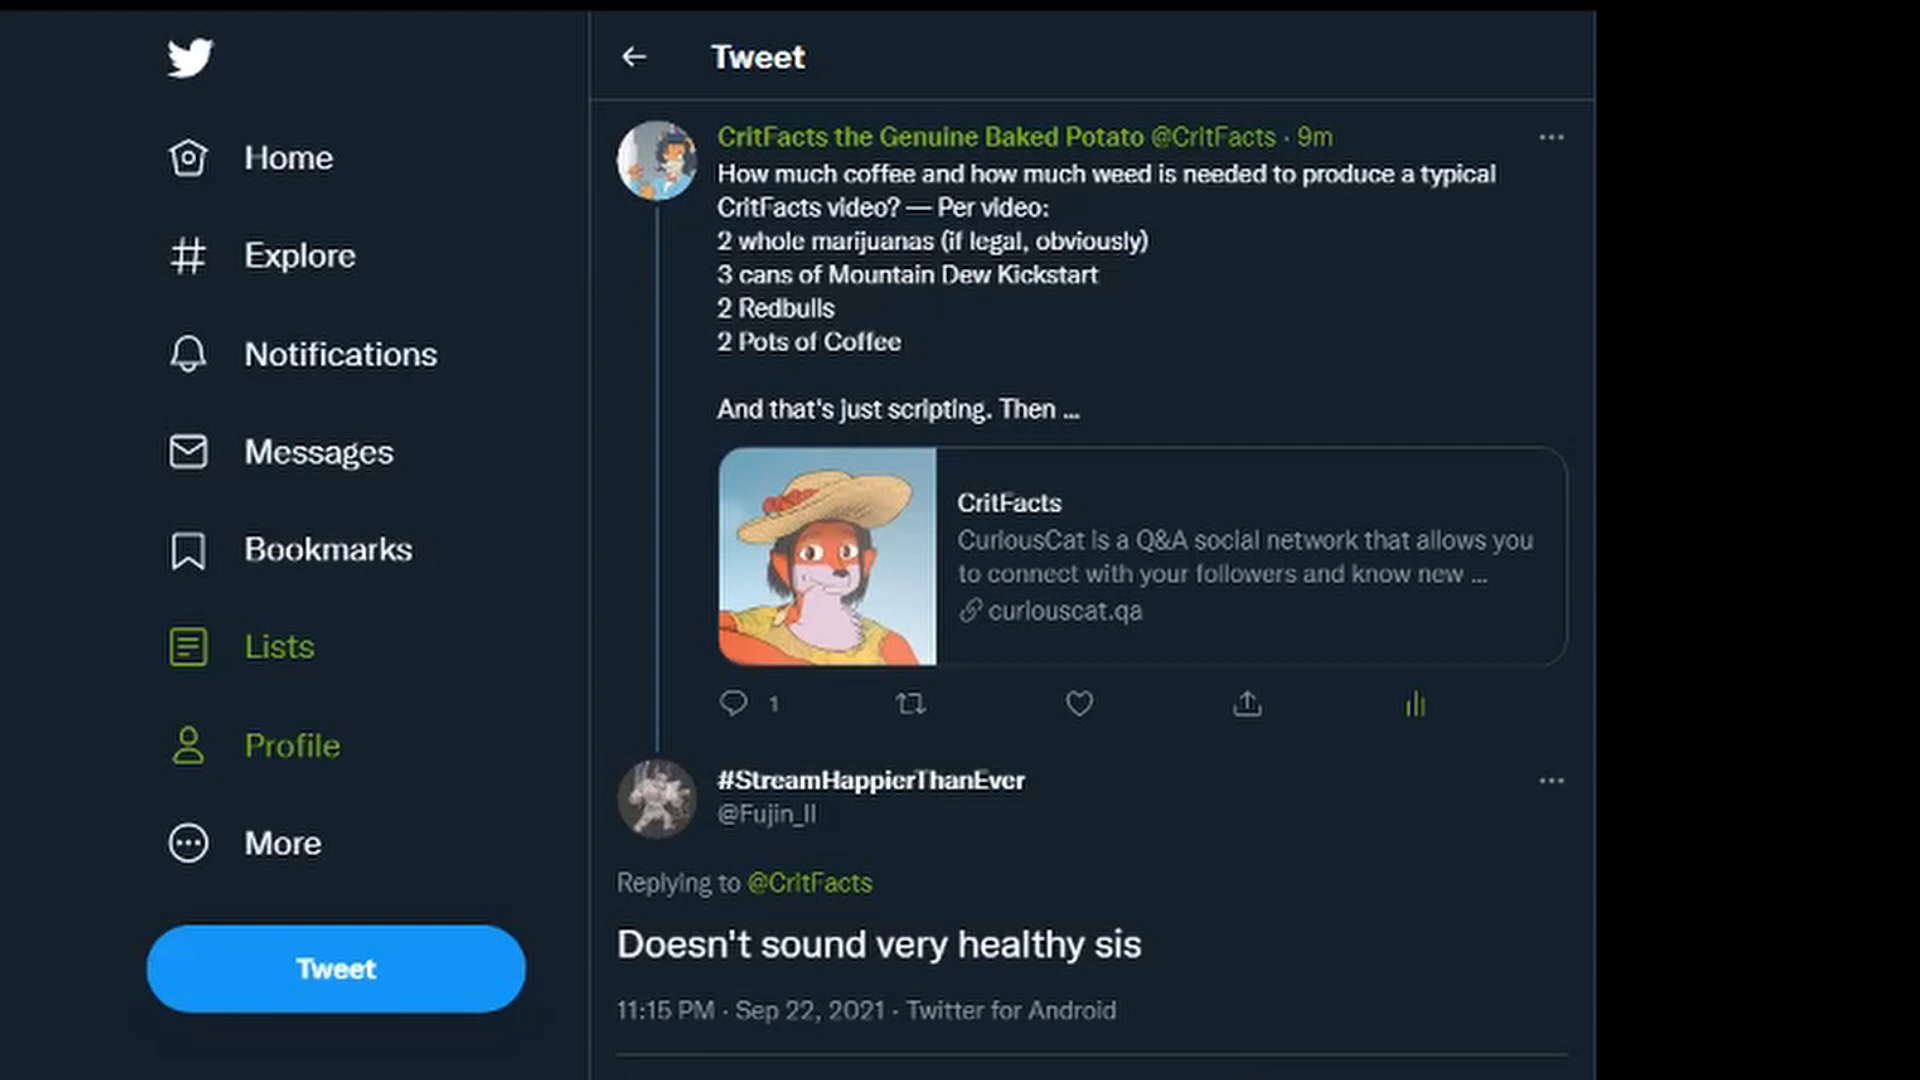 Tweet
Home
Explore
Notifications
Messages
Bookmarks
Lists
Profile
More
Tweet
CritFacts the Genuine Baked Potato @CritFacts · 9m
How much coffee and how much weed is needed to produce a typical
CritFacts video? — Per video:
2 whole marijuanas (if legal, obviously)
3 cans of Mountain Dew Kickstart
2 Redbulls
2 Pots of Coffee
And that's just scripting. Then ...
CritFacts
CuriousCat is a Q&A social network that allows you
to connect with your followers and know new ...
curiouscat.qa
1
#StreamHappierThanEver
@Fujin_II
Replying to @CritFacts
Doesn't sound very healthy sis
11:15 PM · Sep 22, 2021 · Twitter for Android